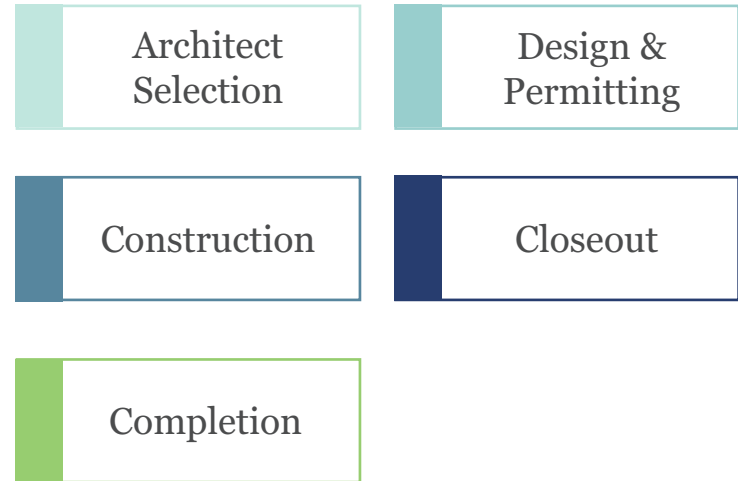 Architect
Selection
Design &
Permitting
Construction
Closeout
Completion